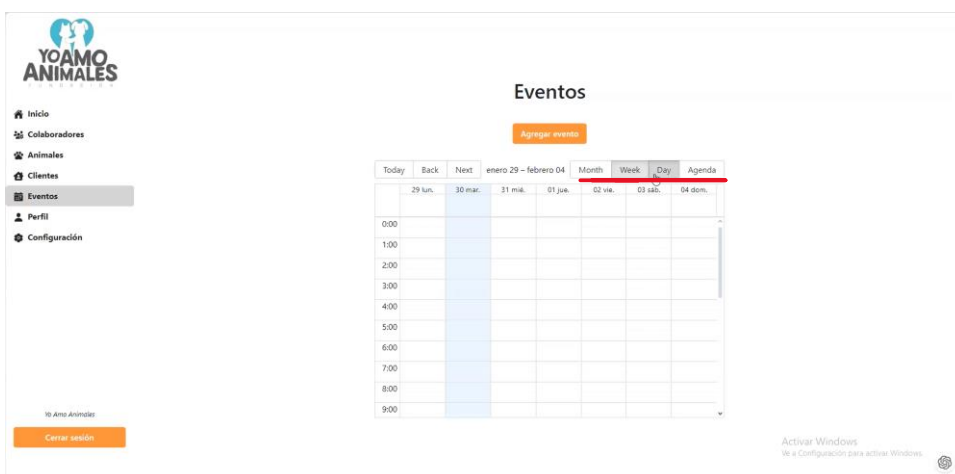 YO AMO
ANIMALES
FUNDACIÓN
Inicio
Colaboradores
Animales
Clientes
Eventos
Perfil
Configuración
Yo Amo Animales
Cerrar sesión
Eventos
Agregar evento
Today Back Next enero 29 – febrero 04 Month Week Day Agenda
29 lun. 30 mar. 31 mié. 01 jue. 02 vie. 03 sáb. 04 dom.
0:00
1:00
2:00
3:00
4:00
5:00
6:00
7:00
8:00
9:00
Activar Windows
Ve a Configuración para activar Windows.